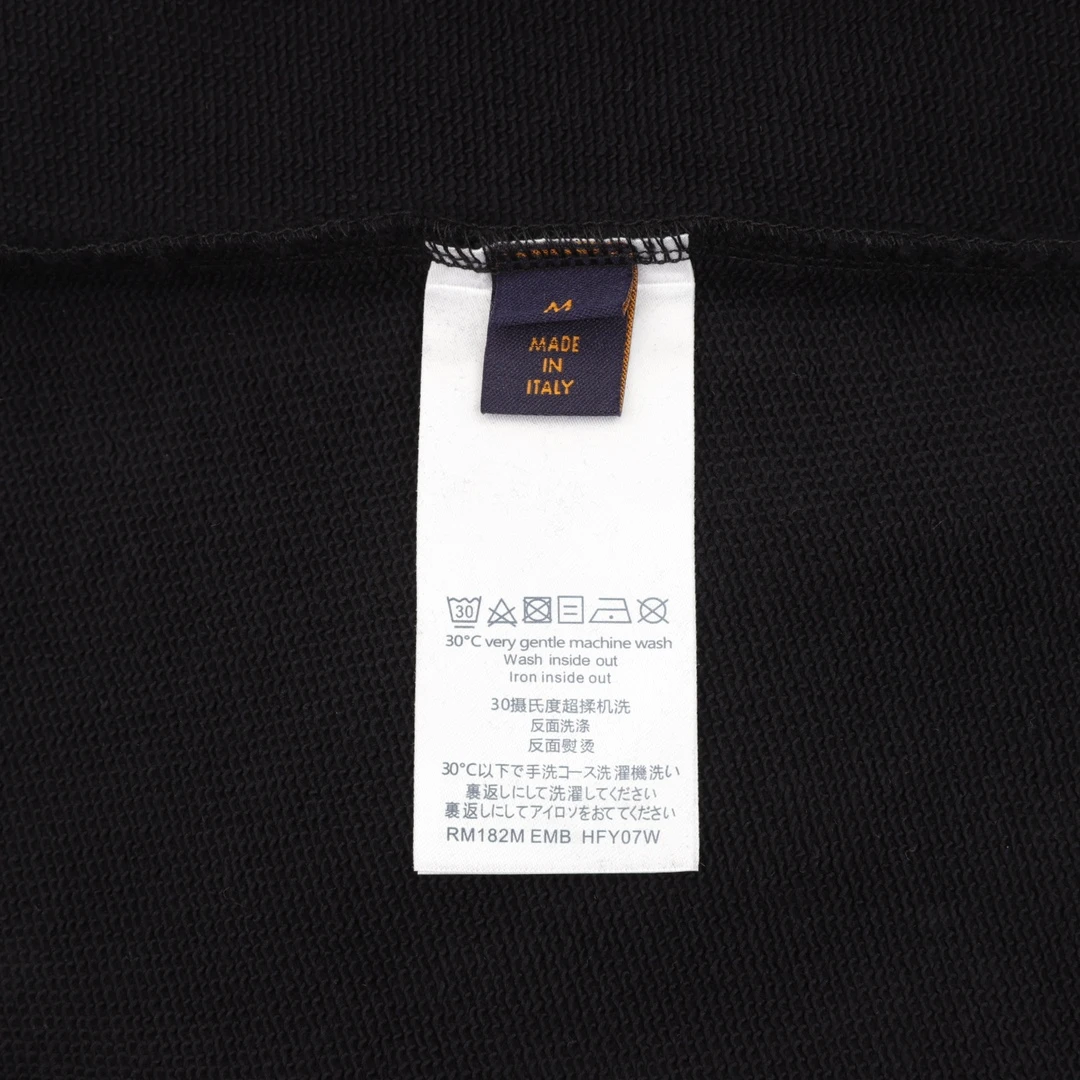 M
MADE
IN
ITALY
30
30°C very gentle machine wash
Wash inside out
Iron inside out
30摄氏度超揉机洗
反面洗涤
反面熨烫
30℃以下で手洗コース洗濯機洗い
裏返しにして洗濯してください
裏返しにしてアイロソをおててください
RM182M EMB HFY07W